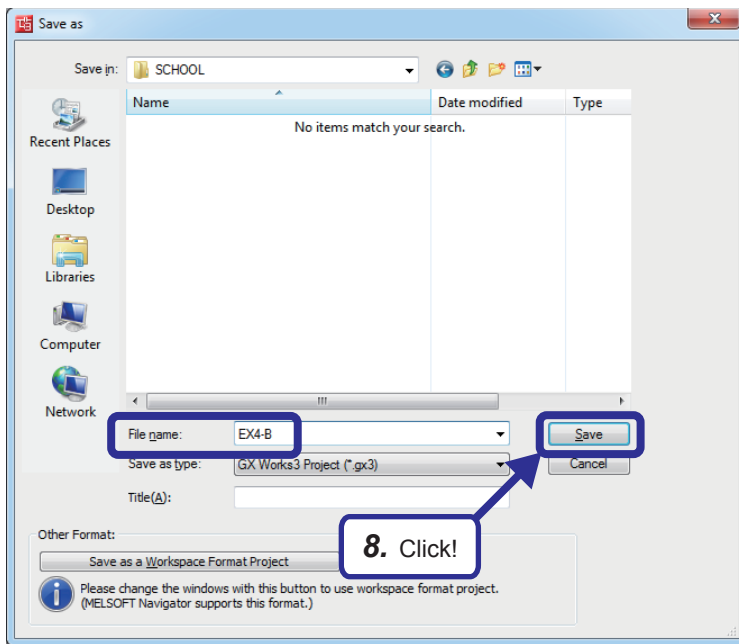 Save as
Save in: SCHOOL
Name Date modified Type
No items match your search.
Recent Places
Desktop
Libraries
Computer
Network
File name: EX4-B Save
Save as type: GX Works3 Project (*.gx3) Cancel
Title(A):
8. Click!
Other Format:
Save as a Workspace Format Project
Please change the windows with this button to use workspace format project.
(MELSOFT Navigator supports this format.)